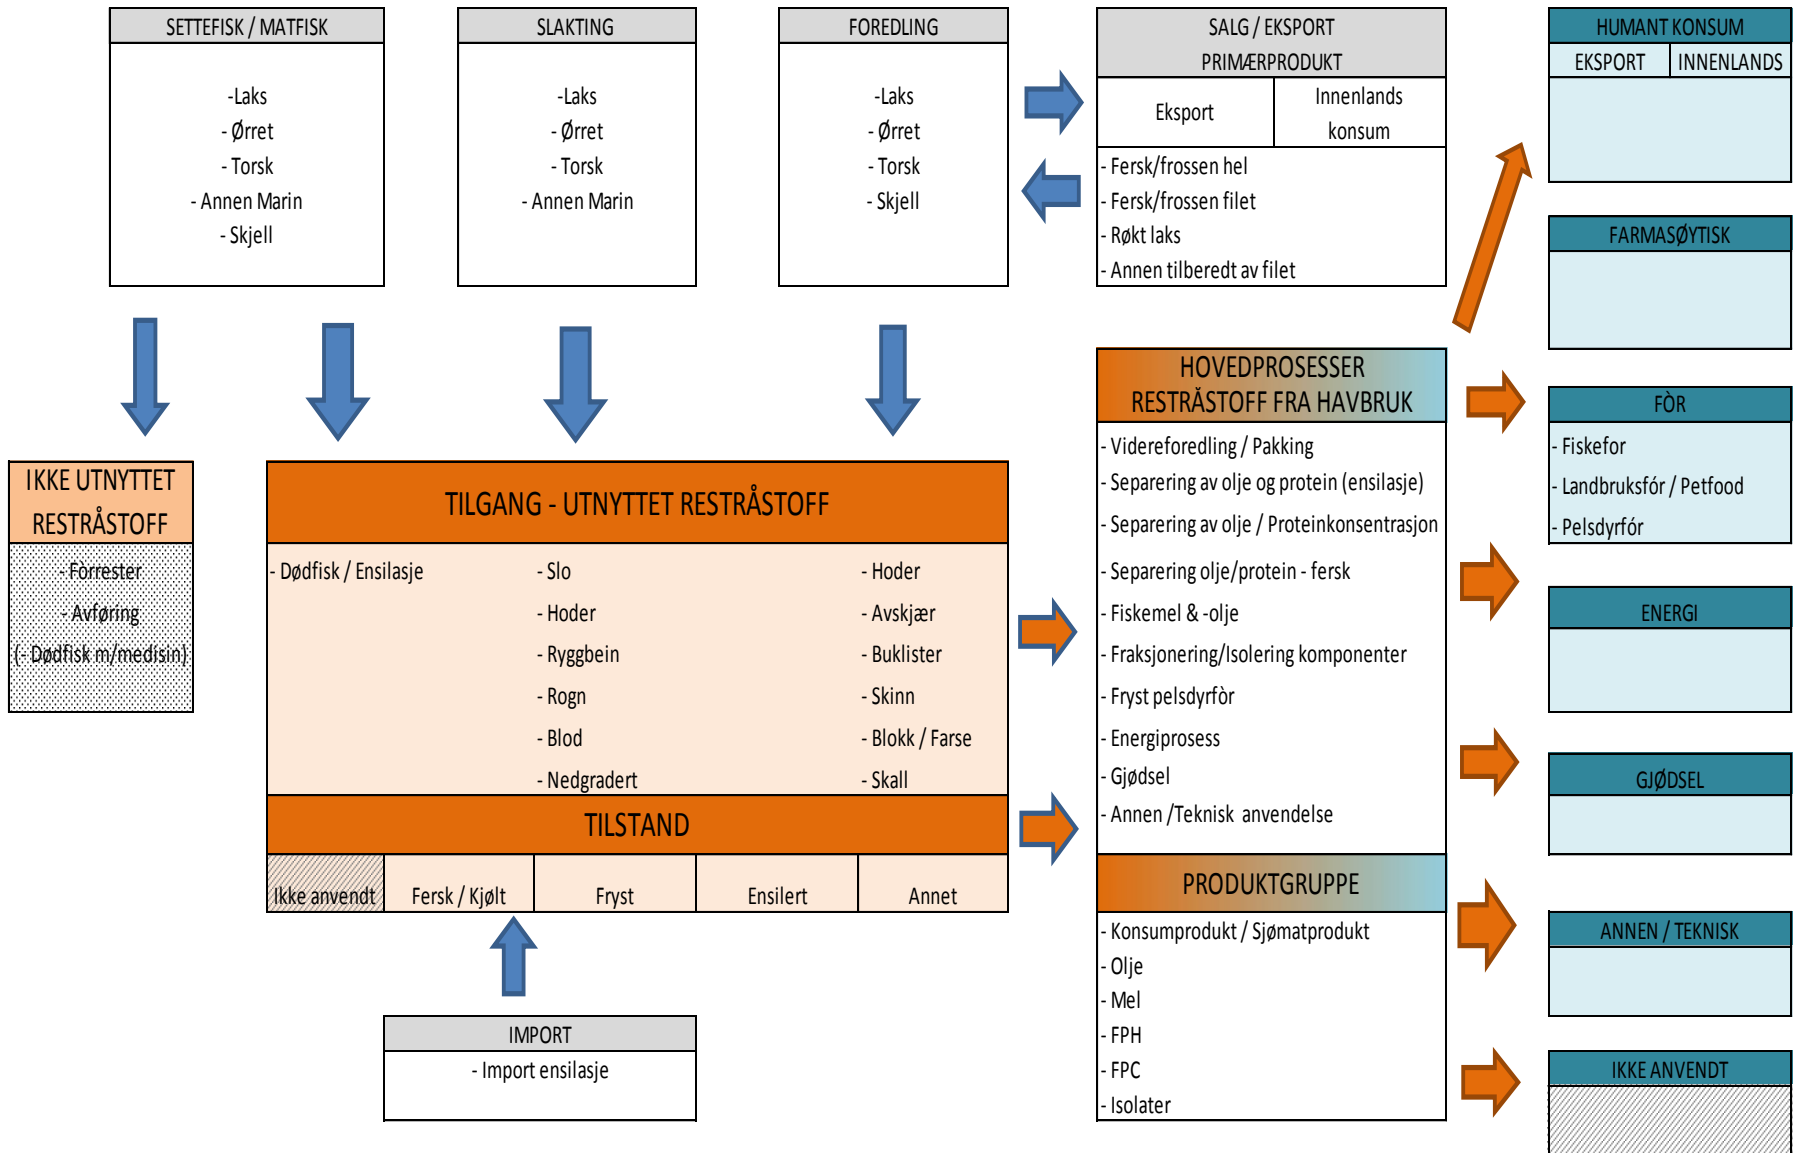 SETTEFISK / MATFISK
-Laks
- Ørret
- Torsk
- Annen Marin
- Skjell
SLAKTING
-Laks
- Ørret
- Torsk
- Annen Marin
FOREDLING
-Laks
- Ørret
- Torsk
- Skjell
SALG / EKSPORT
PRIMÆRPRODUKT
Eksport
Innenlands
konsum
- Fersk/frossen hel
- Fersk/frossen filet
- Røkt laks
- Annen tilberedt av filet
HUMANT KONSUM
EKSPORT
INNENLANDS
FARMASØYTISK
IKKE UTNYTTET
RESTRÅSTOFF
- Fòrrester
- Avføring
(- Dødfisk m/medisin)
TILGANG - UTNYTTET RESTRÅSTOFF
- Dødfisk / Ensilasje
- Slo
- Hoder
- Ryggbein
- Rogn
- Blod
- Nedgradert
- Hoder
- Avskjær
- Buklister
- Skinn
- Blokk / Farse
- Skall
TILSTAND
Ikke anvendt
Fersk / Kjølt
Fryst
Ensilert
Annet
IMPORT
- Import ensilasje
HOVEDPROSESSER
RESTRÅSTOFF FRA HAVBRUK
- Videreforedling / Pakking
- Separering av olje og protein (ensilasje)
- Separering av olje / Proteinkonsentrasjon
- Separering olje/protein - fersk
- Fiskemel & -olje
- Fraksjonering/Isolering komponenter
- Fryst pelsdyrfòr
- Energiprosess
- Gjødsel
- Annen /Teknisk anvendelse
PRODUKTGRUPPE
- Konsumprodukt / Sjømatprodukt
- Olje
- Mel
- FPH
- FPC
- Isolater
FÒR
- Fiskefor
- Landbruksfór / Petfood
- Pelsdyrfór
ENERGI
GJØDSEL
ANNEN / TEKNISK
IKKE ANVENDT